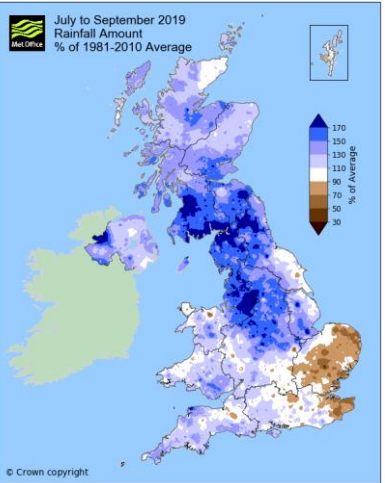 Met Office
July to September 2019
Rainfall Amount
% of 1981-2010 Average
170
150
130
110
90
70
50
30
% of Average
© Crown copyright